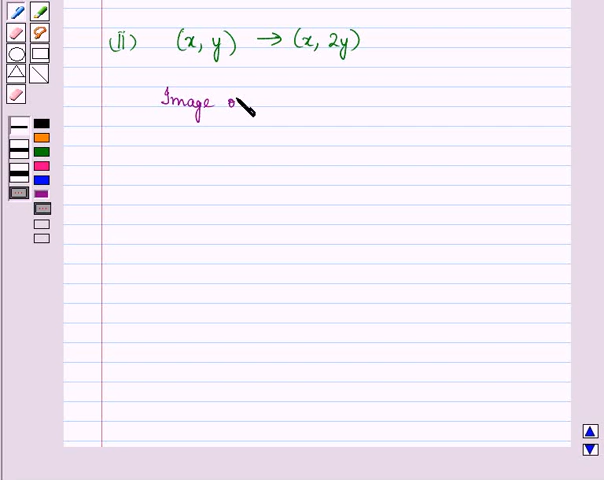 (ii) (x, y) → (x, 2y)
Image o